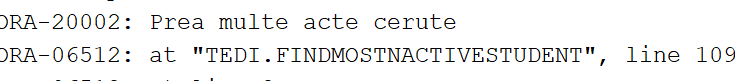 ORA-20002: Prea multe acte cerute
ORA-06512: at "TEDI.FINDMOSTNACTIVESTUDENT", line 109